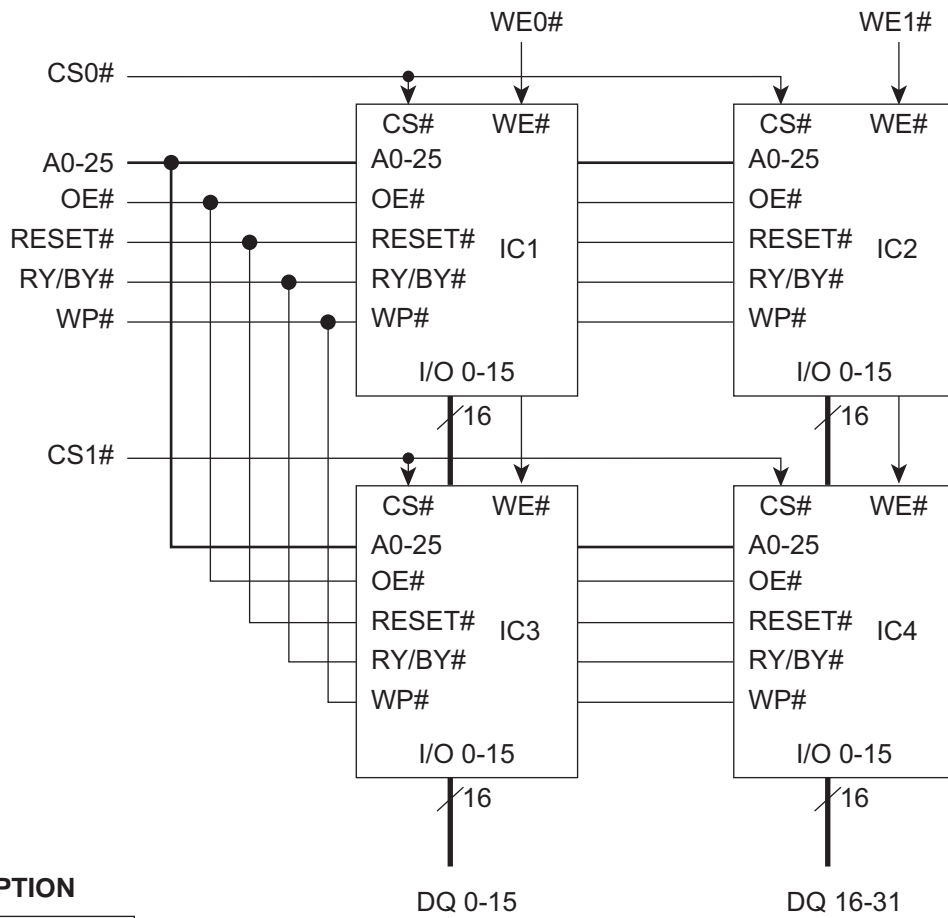 WE0# WE1#
CS0#
CS# WE# CS# WE#
A0-25 A0-25 A0-25
OE# OE# OE#
RESET# RESET# IC1 RESET# IC2
RY/BY# RY/BY# RY/BY#
WP# WP# WP#
I/O 0-15 I/O 0-15
16 16
CS1#
CS# WE# CS# WE#
A0-25 A0-25
OE# OE#
RESET# IC3 RESET# IC4
RY/BY# RY/BY#
WP# WP#
I/O 0-15 I/O 0-15
16 16
PTION
DQ 0-15 DQ 16-31